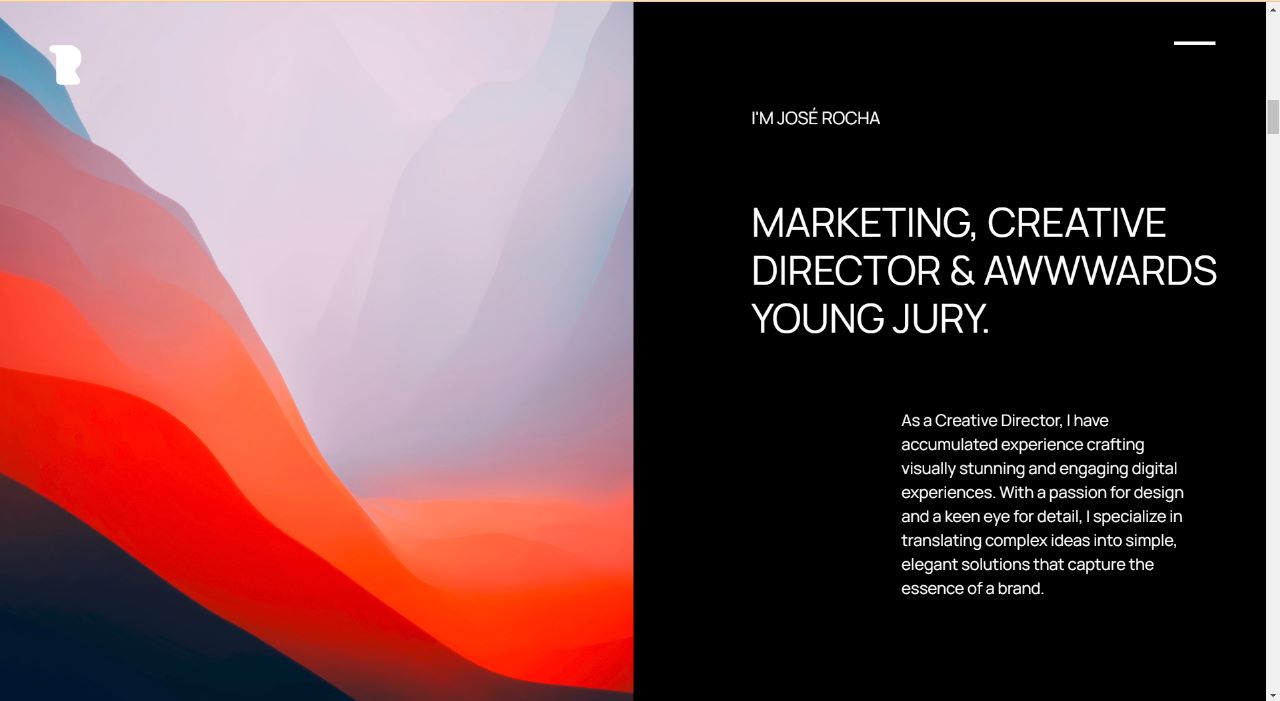 I'M JOSÉ ROCHA
MARKETING, CREATIVE
DIRECTOR & AWWWARDS
YOUNG JURY.
As a Creative Director, I have
accumulated experience crafting
visually stunning and engaging digital
experiences. With a passion for design
and a keen eye for detail, I specialize in
translating complex ideas into simple,
elegant solutions that capture the
essence of a brand.